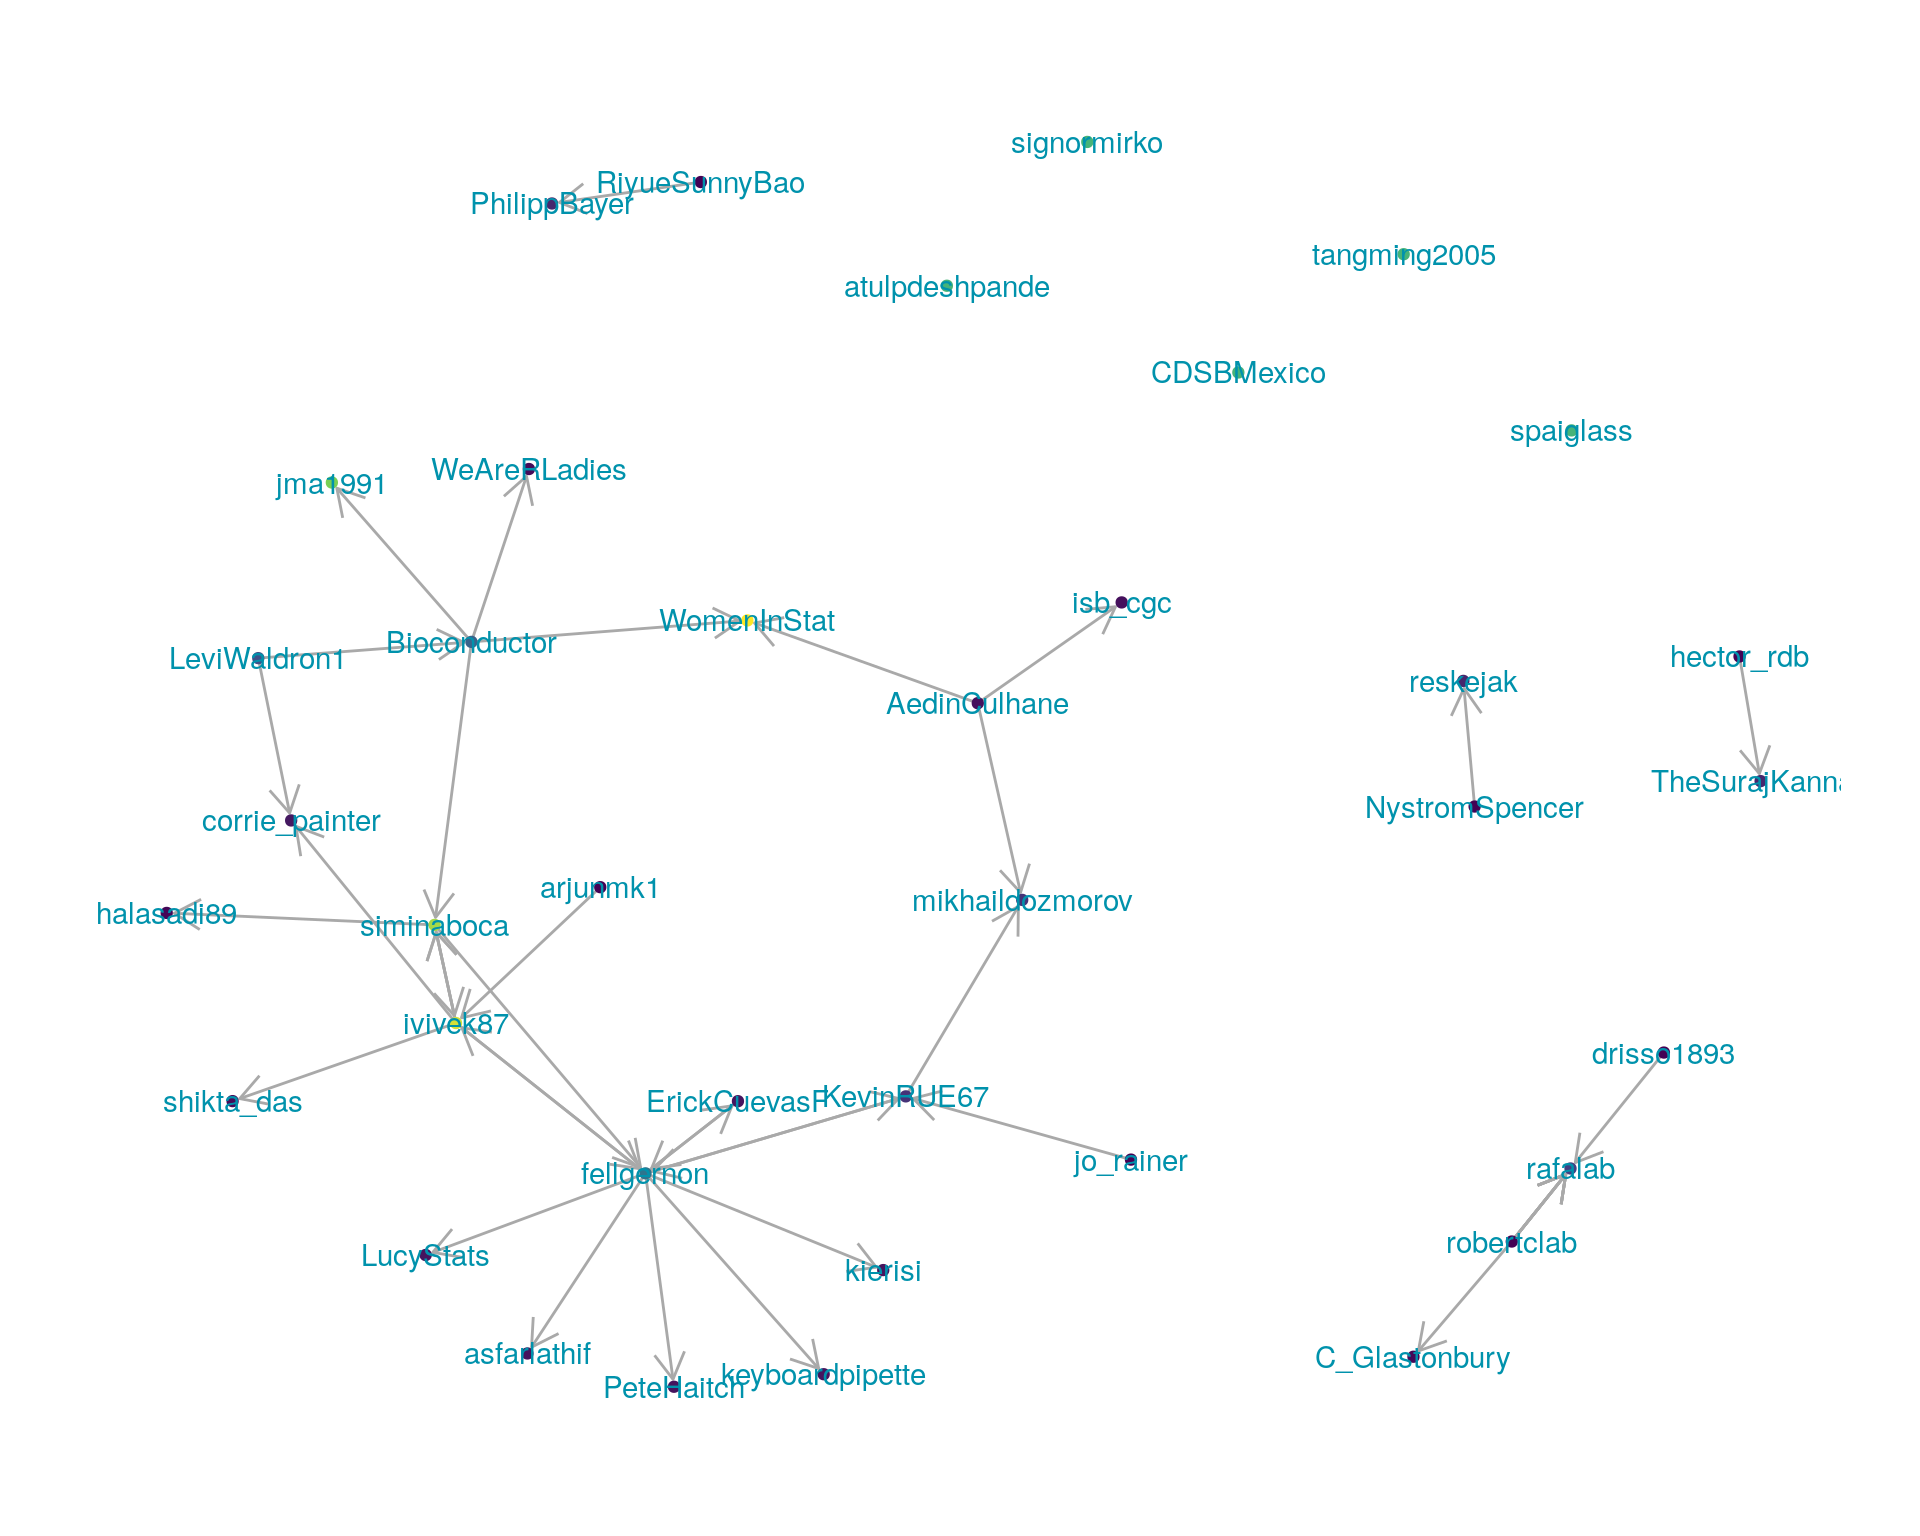 signormirko
RiyueSunnyBao
PhilippBayer
tangming2005
atulpdeshpande
CDSBMexico
spaiglass
WeAreRLadies
jma1991
isb_cgc
WomenInStat
Bioconductor
LeviWaldron1
hector_rdb
reskejak
AedinCulhane
TheSurajKanna
NystromSpencer
corrie_painter
arjunmk1
mikhaildozmorov
halasadi89
siminaboca
ivivek87
drisso1893
KevinRUE67
ErickCuevasF
shikta_das
jo_rainer
rafalab
fellgernon
robertclab
LucyStats
kierisi
asfariathif
C_Glastonbury
keyboardpipette
PeteHaitch